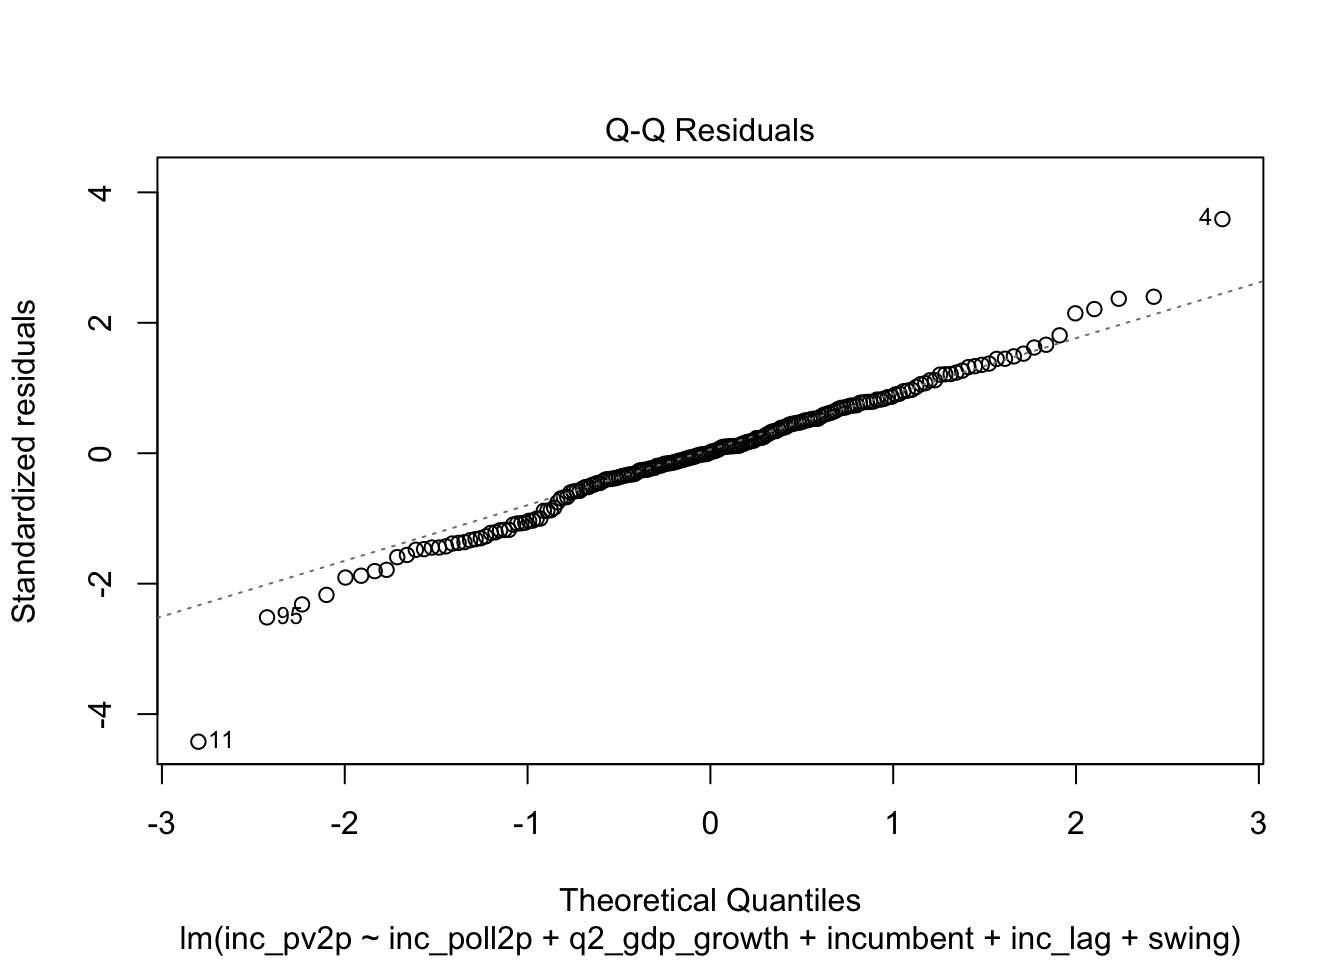 Q-Q Residuals
Standardized residuals
4
2
0
-2
-4
4
95
11
-3 -2 -1 0 1 2 3
Theoretical Quantiles
lm(inc_pv2p ~ inc_poll2p + q2_gdp_growth + incumbent + inc_lag + swing)